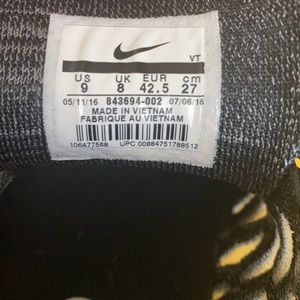 VT
US UK EUR cm
9 8 42.5 27
05/11/16 843694-002 07/06/16
MADE IN VIETNAM
FABRIQUE AU VIETNAM
106477568 UPC 00884751788512